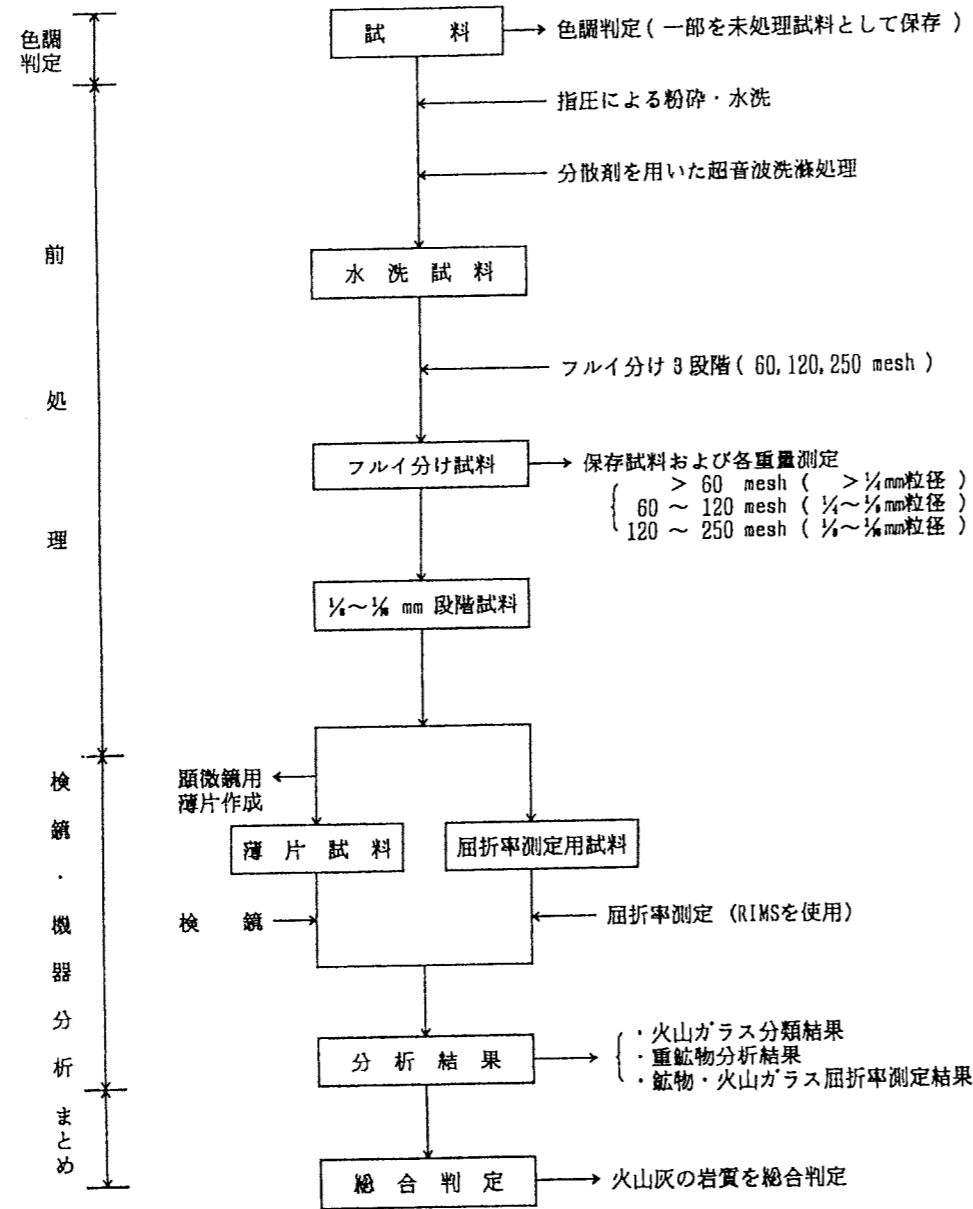 色調
判定
試料
色調判定(一部を未処理試料として保存)
指圧による粉砕・水洗
分散剤を用いた超音波洗滌処理
前処理
水洗試料
フルイ分け3段階(60,120,250 mesh)
フルイ分け試料
保存試料および各重量測定
> 60 mesh ( > 1/4 mm粒径 )
60 ~ 120 mesh ( 1/4~1/8 mm粒径 )
120 ~ 250 mesh ( 1/8~1/16 mm粒径 )
1/8~1/16 mm 段階試料
検鏡・機器分析
顕微鏡用
薄片作成
薄片試料
屈折率測定用試料
検鏡
屈折率測定 (RIMSを使用)
分析結果
・火山ガラス分類結果
・重鉱物分析結果
・鉱物・火山ガラス屈折率測定結果
まとめ
総合判定
火山灰の岩質を総合判定